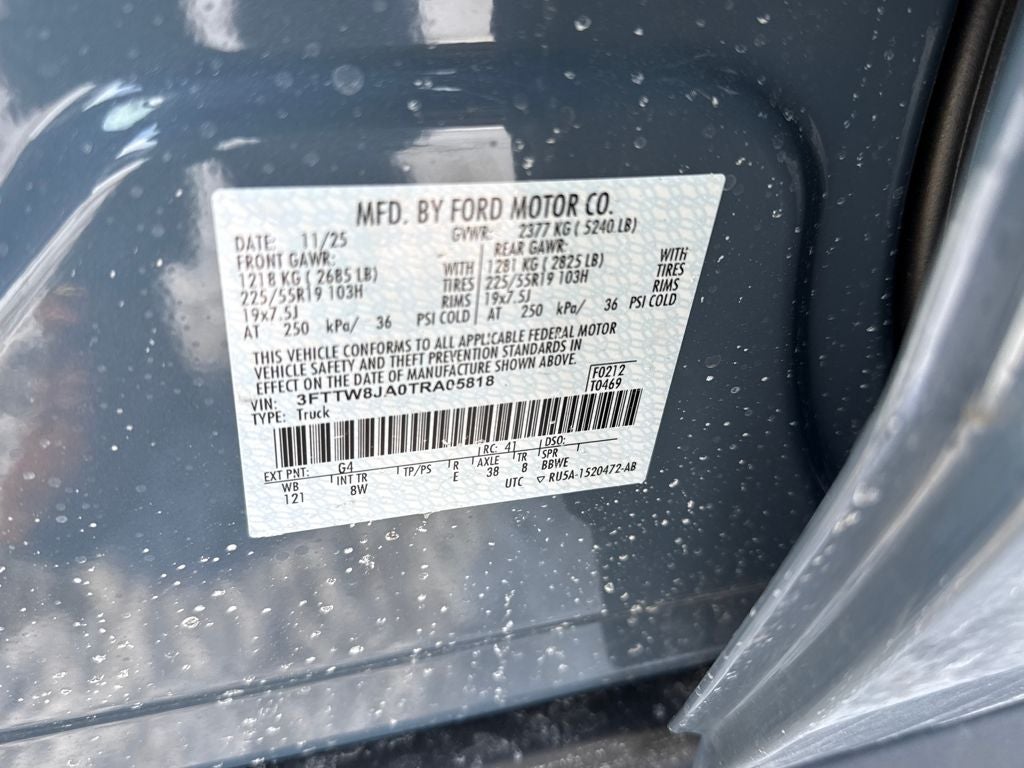 MFD. BY FORD MOTOR CO.
DATE: 11/25 GVWR: 2377 KG ( 5240 LB)
FRONT GAWR: REAR GAWR:
1218 KG ( 2685 LB) WITH 1281 KG ( 2825 LB) WITH
225/55R19 103H TIRES 225/55R19 103H TIRES
19x7.5J RIMS 19x7.5J RIMS
AT 250 kPa/ 36 PSI COLD AT 250 kPa/ 36 PSI COLD
THIS VEHICLE CONFORMS TO ALL APPLICABLE FEDERAL MOTOR
VEHICLE SAFETY AND THEFT PREVENTION STANDARDS IN
EFFECT ON THE DATE OF MANUFACTURE SHOWN ABOVE.
VIN: 3FTTW8JA0TRA05818 F0212
TYPE: Truck T0469
EXT PNT: G4 RC: 41 DSO:
WB INT TR TP/PS R AXLE TR SPR
121 8W E 38 8 BBWE
UTC ▽ RU5A-1520472-AB